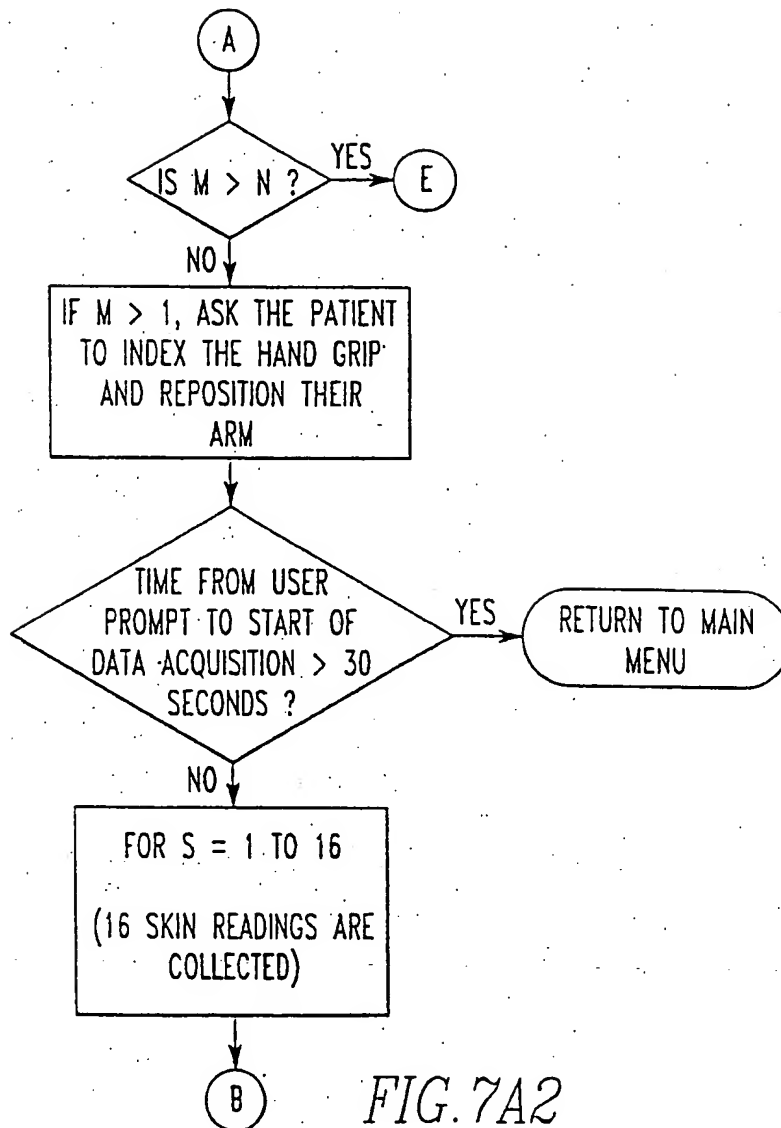 A
IS M > N ?
YES
E
NO
IF M > 1, ASK THE PATIENT
TO INDEX THE HAND GRIP
AND REPOSITION THEIR
ARM
TIME FROM USER
PROMPT TO START OF
DATA ACQUISITION > 30
SECONDS ?
YES
RETURN TO MAIN
MENU
NO
FOR S = 1 TO 16
(16 SKIN READINGS ARE
COLLECTED)
B
FIG. 7A2